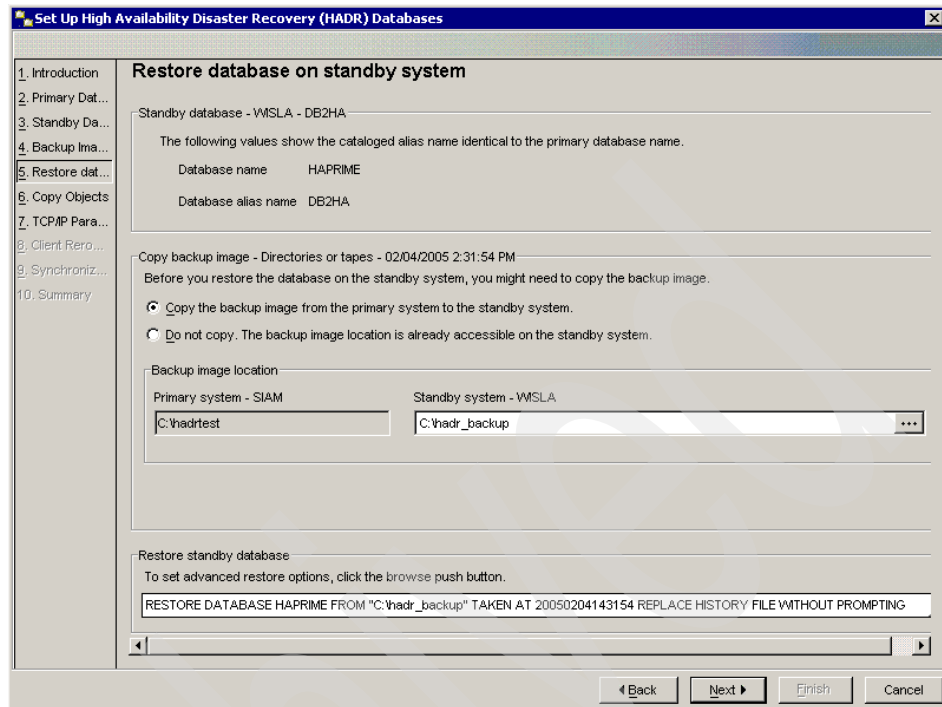 Set Up High Availability Disaster Recovery (HADR) Databases
1. Introduction
2. Primary Dat...
3. Standby Da...
4. Backup Ima...
5. Restore dat...
6. Copy Objects
7. TCP/IP Para...
8. Client Rero...
9. Synchroniz...
10. Summary
Restore database on standby system
Standby database - WISLA - DB2HA
The following values show the cataloged alias name identical to the primary database name.
Database name HAPRIME
Database alias name DB2HA
Copy backup image - Directories or tapes - 02/04/2005 2:31:54 PM
Before you restore the database on the standby system, you might need to copy the backup image.
Copy the backup image from the primary system to the standby system.
Do not copy. The backup image location is already accessible on the standby system.
Backup image location
Primary system - SIAM Standby system - WISLA
C:\hadrtest C:\hadr_backup ...
Restore standby database
To set advanced restore options, click the browse push button.
RESTORE DATABASE HAPRIME FROM "C:\hadr_backup" TAKEN AT 20050204143154 REPLACE HISTORY FILE WITHOUT PROMPTING
Back Next Finish Cancel